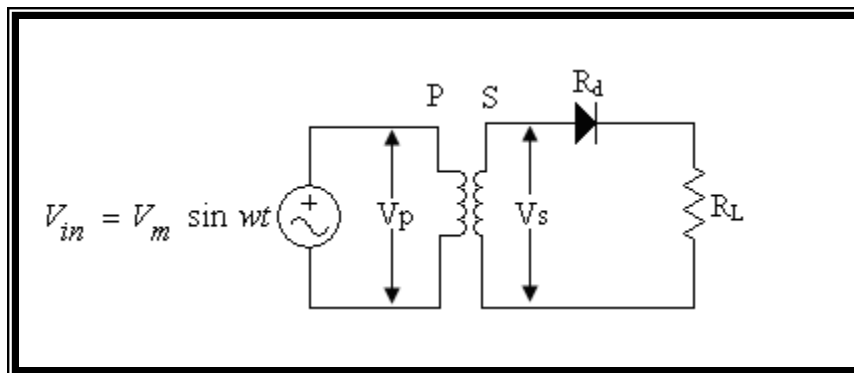 P S R_d
V_in = V_m sin wt + Vp Vs R_L